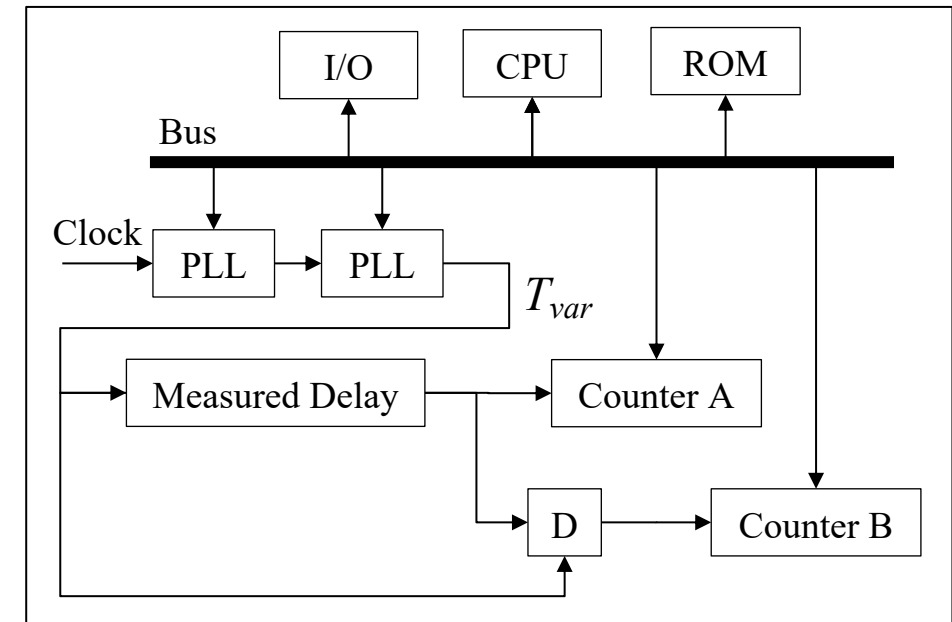 I/O
CPU
ROM
Bus
Clock
PLL
PLL
Tvar
Measured Delay
Counter A
D
Counter B